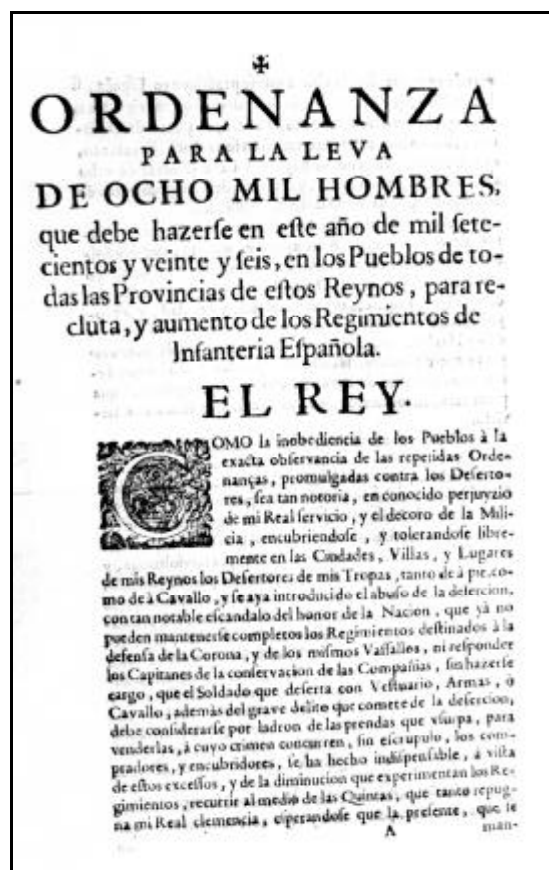 ✠
ORDENANZA
PARA LA LEVA
DE OCHO MIL HOMBRES,
que debe hazerſe en eſte año de mil ſete-
cientos y veinte y ſeis, en los Pueblos de to-
das las Provincias de eſtos Reynos, para re-
cluta, y aumento de los Regimientos de
Infanteria Eſpañola.
EL REY.
COMO la inobediencia de los Pueblos à la
exacta obſervancia de las repetidas Orde-
nanças, promulgadas contra los Deſerto-
res, ſea tan notoria, en conocido perjuyzio
de mi Real ſervicio, y el decoro de la Mili-
cia, encubriendoſe, y tolerandoſe libre-
mente en las Ciudades, Villas, y Lugares
de mis Reynos los Deſertores de mis Tropas, tanto de à pie, co-
mo de à Cavallo, y ſe aya introducido el abuſo de la deſercion,
con tan notable eſcandalo del honor de la Nacion, que yà no
pueden mantenerſe completos los Regimientos deſtinados à la
defenſa de la Corona, y de los miſmos Vaſſallos, ni reſponder
los Capitanes de la conſervacion de las Compañias, ſin hazerſe
cargo, que el Soldado que deſerta con Veſtuario, Armas, ò
Cavallo, ademàs del grave delito que comete de la deſercion,
debe conſiderarſe por ladron de las prendas que vſurpa, para
venderlas, à cuyo crimen concurren, ſin eſcrupulo, los com-
pradores, y encubridores, ſe ha hecho indiſpenſable, à viſta
de eſtos exceſſos, y de la diminucion que experimentan los Re-
gimientos, recurrir al medio de las Quintas, que tanto repug-
na mi Real clemencia, eſperandoſe que la preſente, que ſe
A
man-